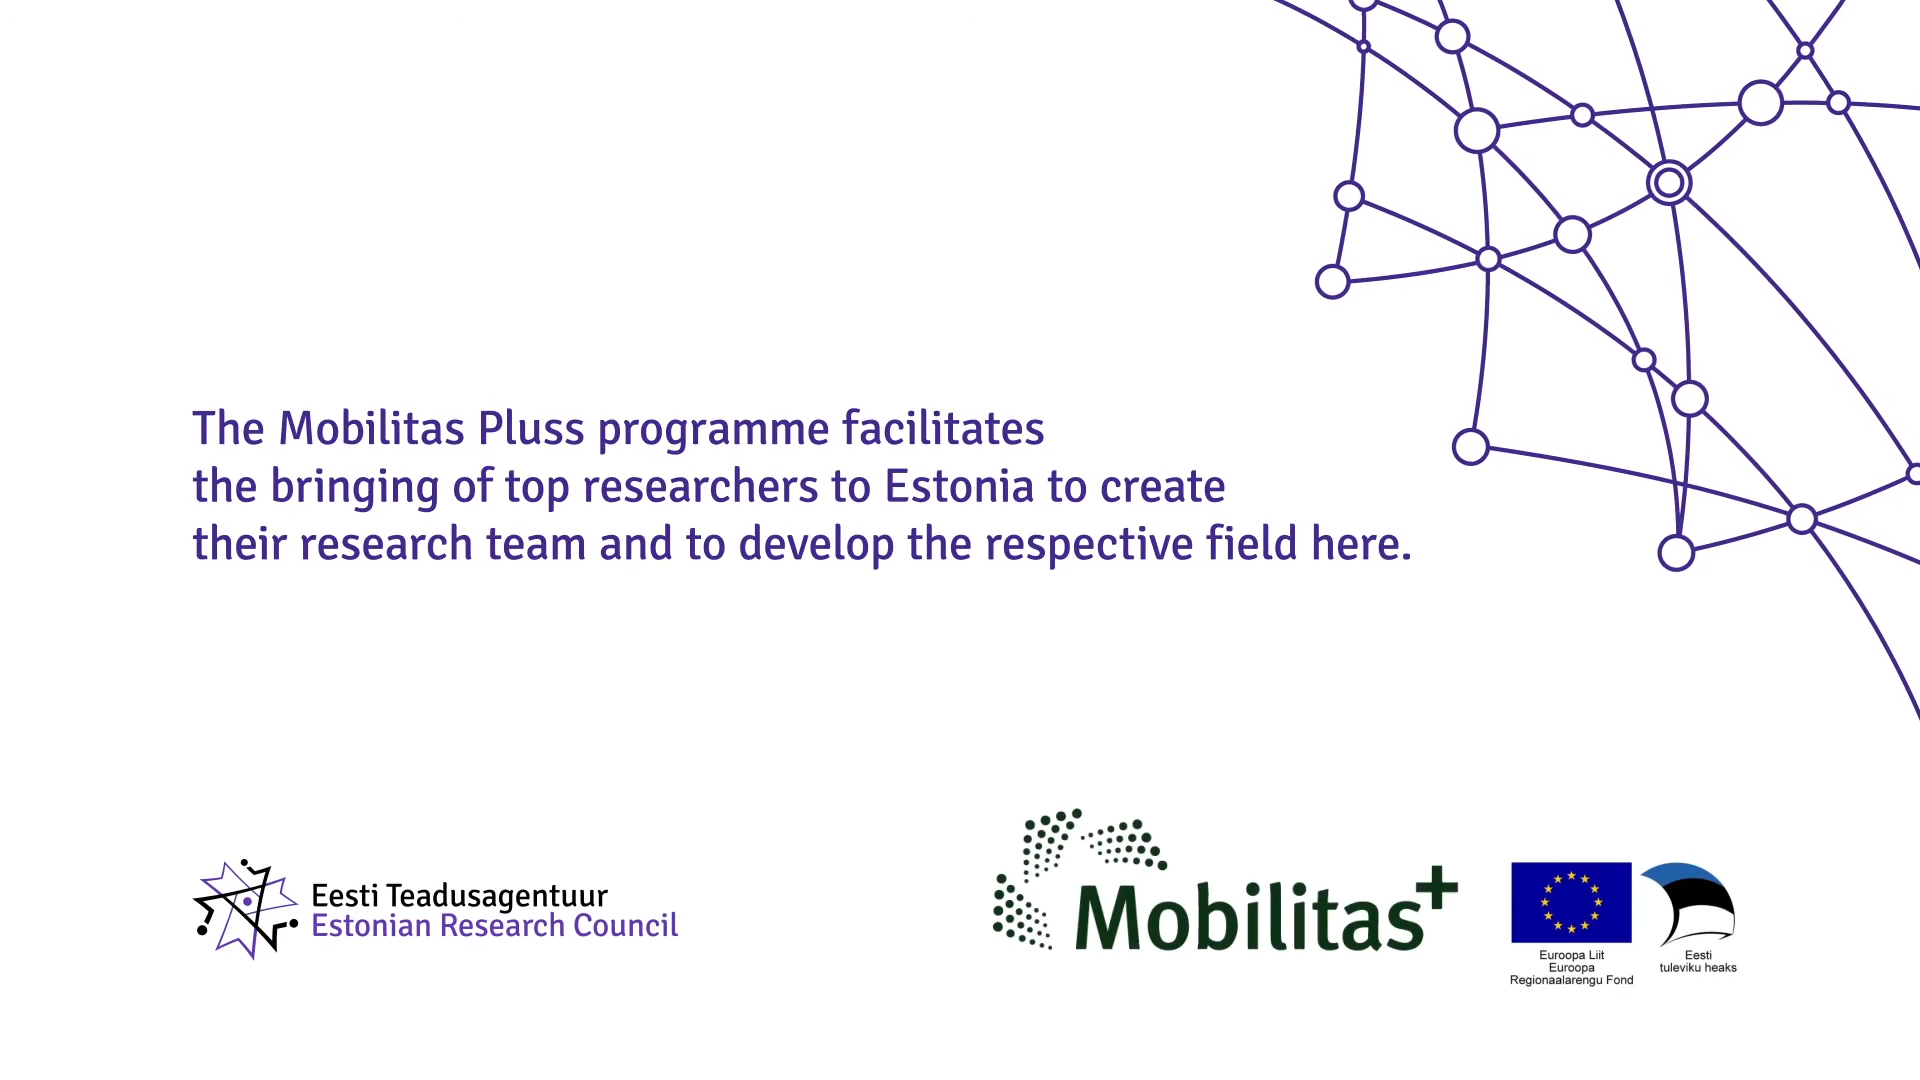 The Mobilitas Pluss programme facilitates
the bringing of top researchers to Estonia to create
their research team and to develop the respective field here.
Eesti Teadusagentuur
Estonian Research Council
Mobilitas+
Euroopa Liit
Euroopa
Regionaalarengu Fond
Eesti
tuleviku heaks